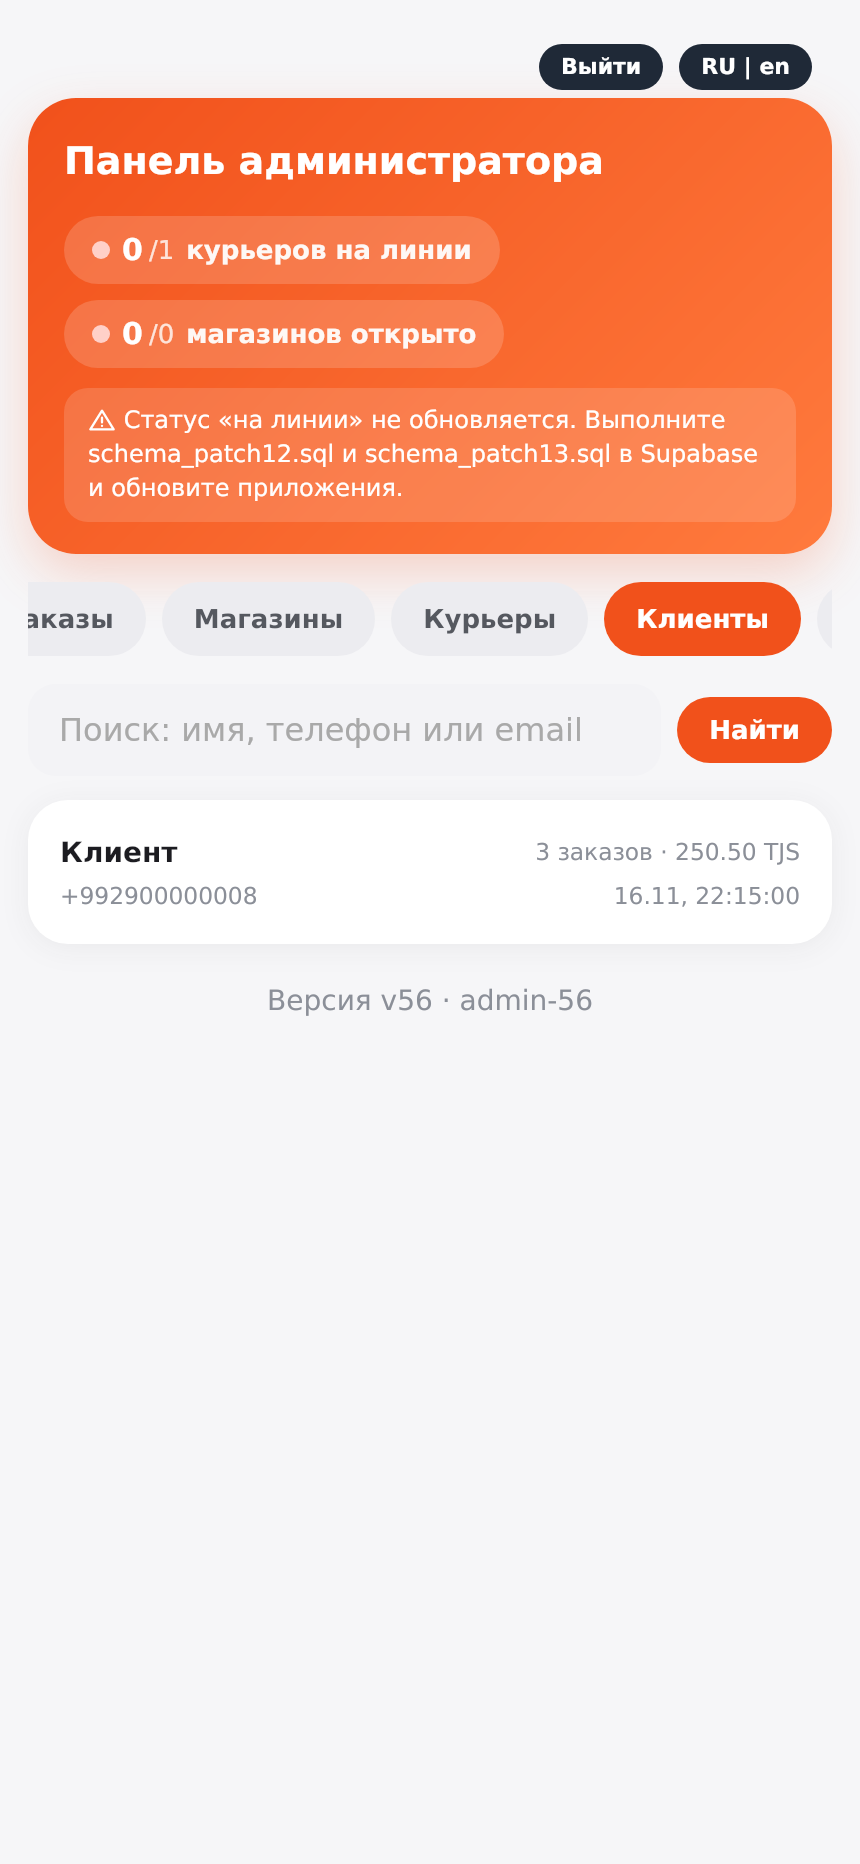 Выйти RU | en
Панель администратора
0 /1 курьеров на линии
0 /0 магазинов открыто
⚠ Статус «на линии» не обновляется. Выполните
schema_patch12.sql и schema_patch13.sql в Supabase
и обновите приложения.
аказы Магазины Курьеры Клиенты
Поиск: имя, телефон или email Найти
Клиент 3 заказов · 250.50 TJS
+992900000008 16.11, 22:15:00
Версия v56 · admin-56